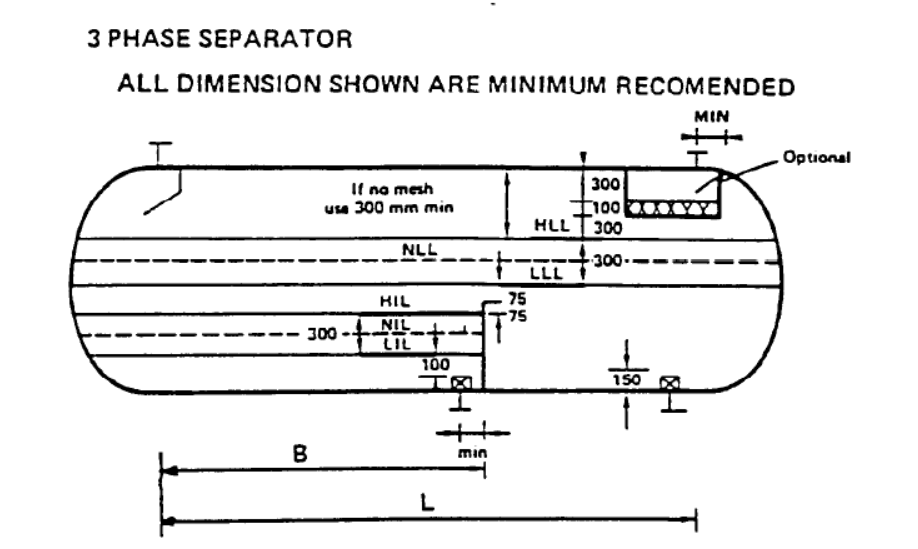 3 PHASE SEPARATOR
ALL DIMENSION SHOWN ARE MINIMUM RECOMENDED
MIN
Optional
If no mesh
use 300 mm min
300
100
HLL 300
NLL
300
LLL
HIL
75
75
NIL
300
LIL
100
150
min
B
L